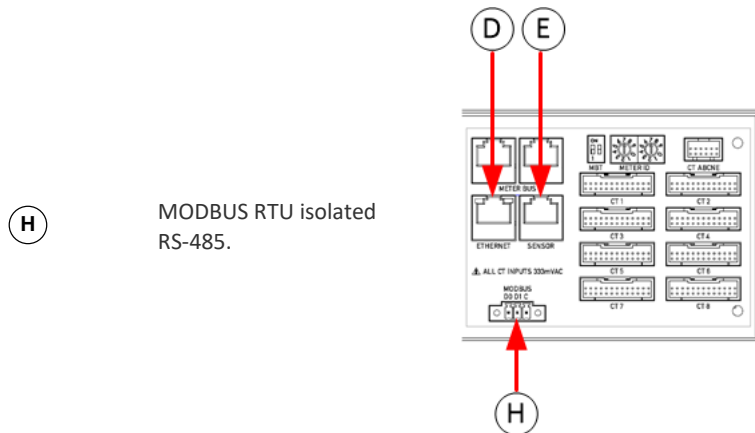 D E
ON
1
MBT METER ID CT ABCNE
METER BUS
CT 1 CT 2
H MODBUS RTU isolated
RS-485.
ETHERNET SENSOR
CT 3 CT 4
⚠ ALL CT INPUTS 333mVAC
CT 5 CT 6
MODBUS
D0 D1 C
CT 7 CT 8
H